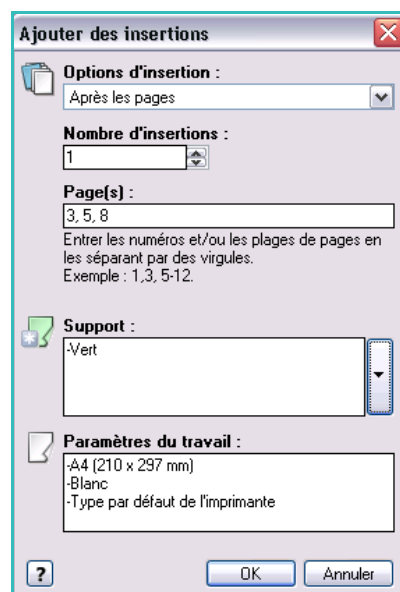 Ajouter des insertions
Options d'insertion :
Après les pages
Nombre d'insertions :
1
Page(s) :
3, 5, 8
Entrer les numéros et/ou les plages de pages en
les séparant par des virgules.
Exemple : 1,3, 5-12.
Support :
-Vert
Paramètres du travail :
-A4 (210 x 297 mm)
-Blanc
-Type par défaut de l'imprimante
?
OK
Annuler